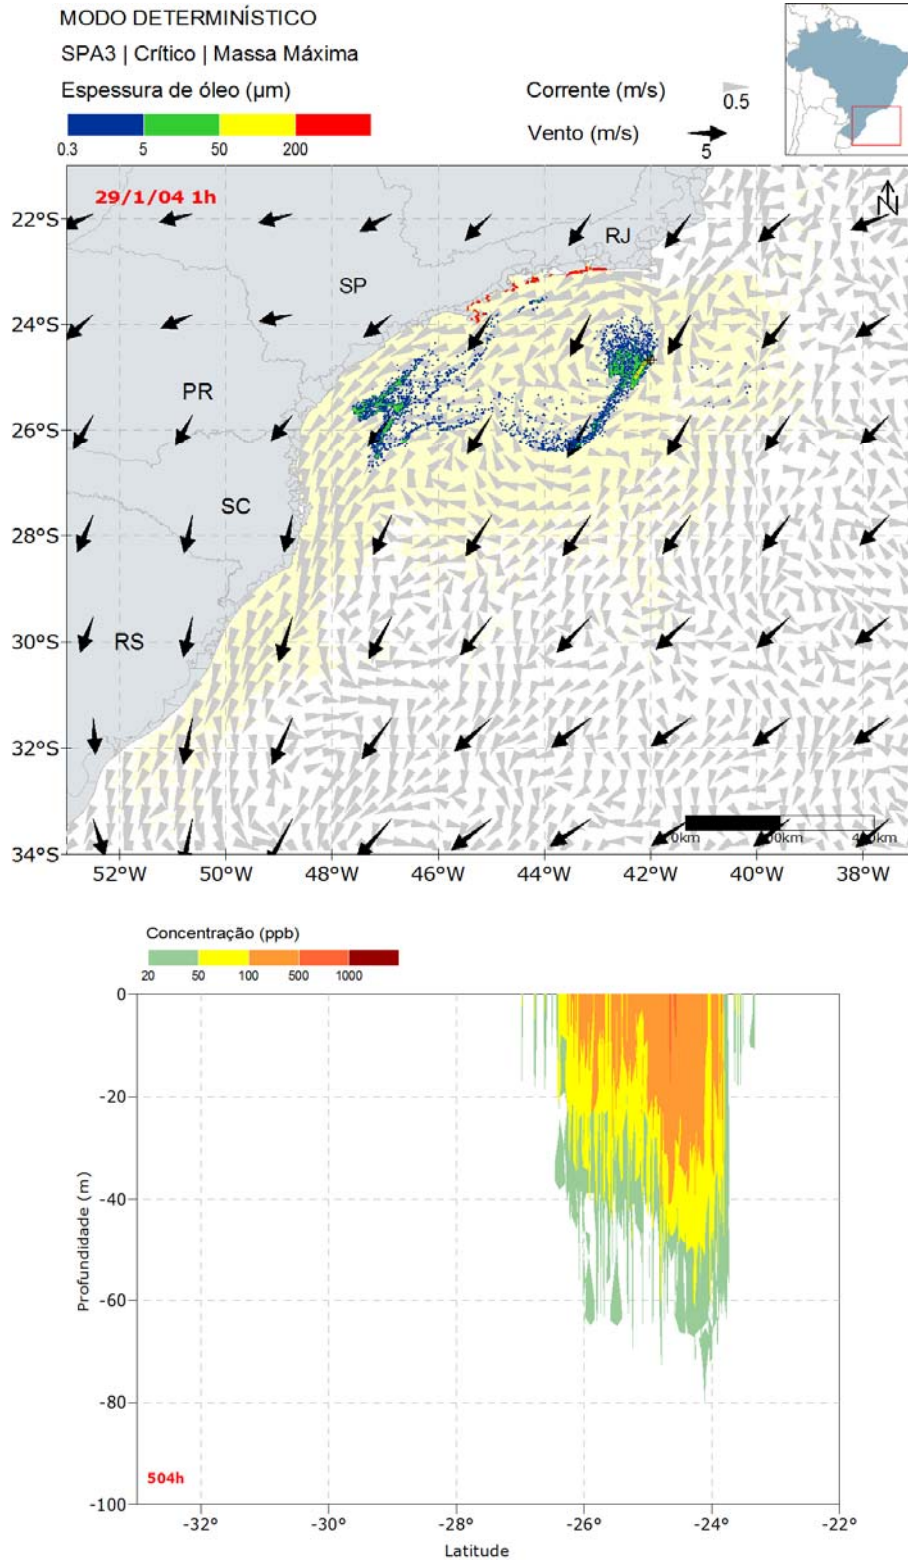 MODO DETERMINÍSTICO
SPA3 | Crítico | Massa Máxima
Espessura de óleo (µm)
0.3 5 50 200
Corrente (m/s) 0.5
Vento (m/s) 5
29/1/04 1h
N
22°S
24°S
26°S
28°S
30°S
32°S
34°S
RJ
SP
PR
SC
RS
52°W 50°W 48°W 46°W 44°W 42°W 40°W 38°W
Concentração (ppb)
20 50 100 500 1000
0
-20
-40
-60
-80
-100
Profundidade (m)
504h
-32° -30° -28° -26° -24° -22
Latitude